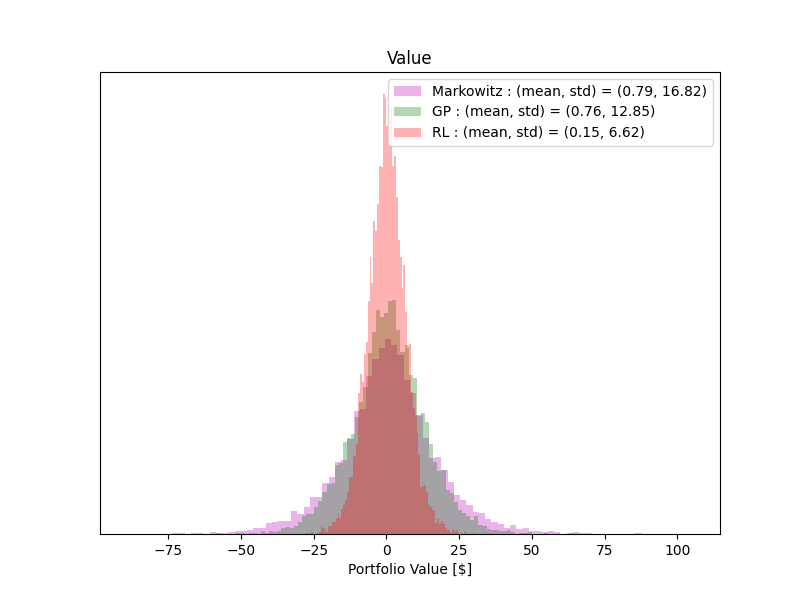 Value
Markowitz : (mean, std) = (0.79, 16.82)
GP : (mean, std) = (0.76, 12.85)
RL : (mean, std) = (0.15, 6.62)
−75 −50 −25 0 25 50 75 100
Portfolio Value [$]